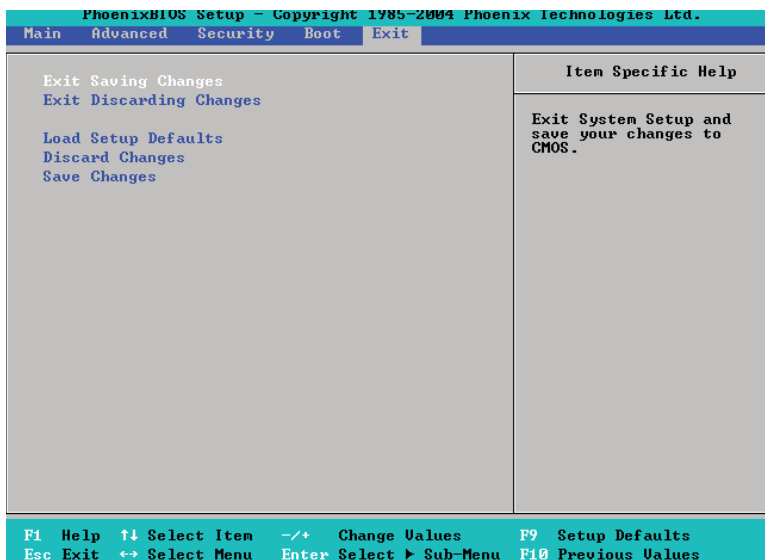 PhoenixBIOS Setup - Copyright 1985-2004 Phoenix Technologies Ltd.
Main Advanced Security Boot Exit
Item Specific Help
Exit Saving Changes
Exit Discarding Changes
Load Setup Defaults
Discard Changes
Save Changes
Exit System Setup and
save your changes to
CMOS.
F1 Help ↑↓ Select Item -/+ Change Values F9 Setup Defaults
Esc Exit ↔ Select Menu Enter Select ▶ Sub-Menu F10 Previous Values